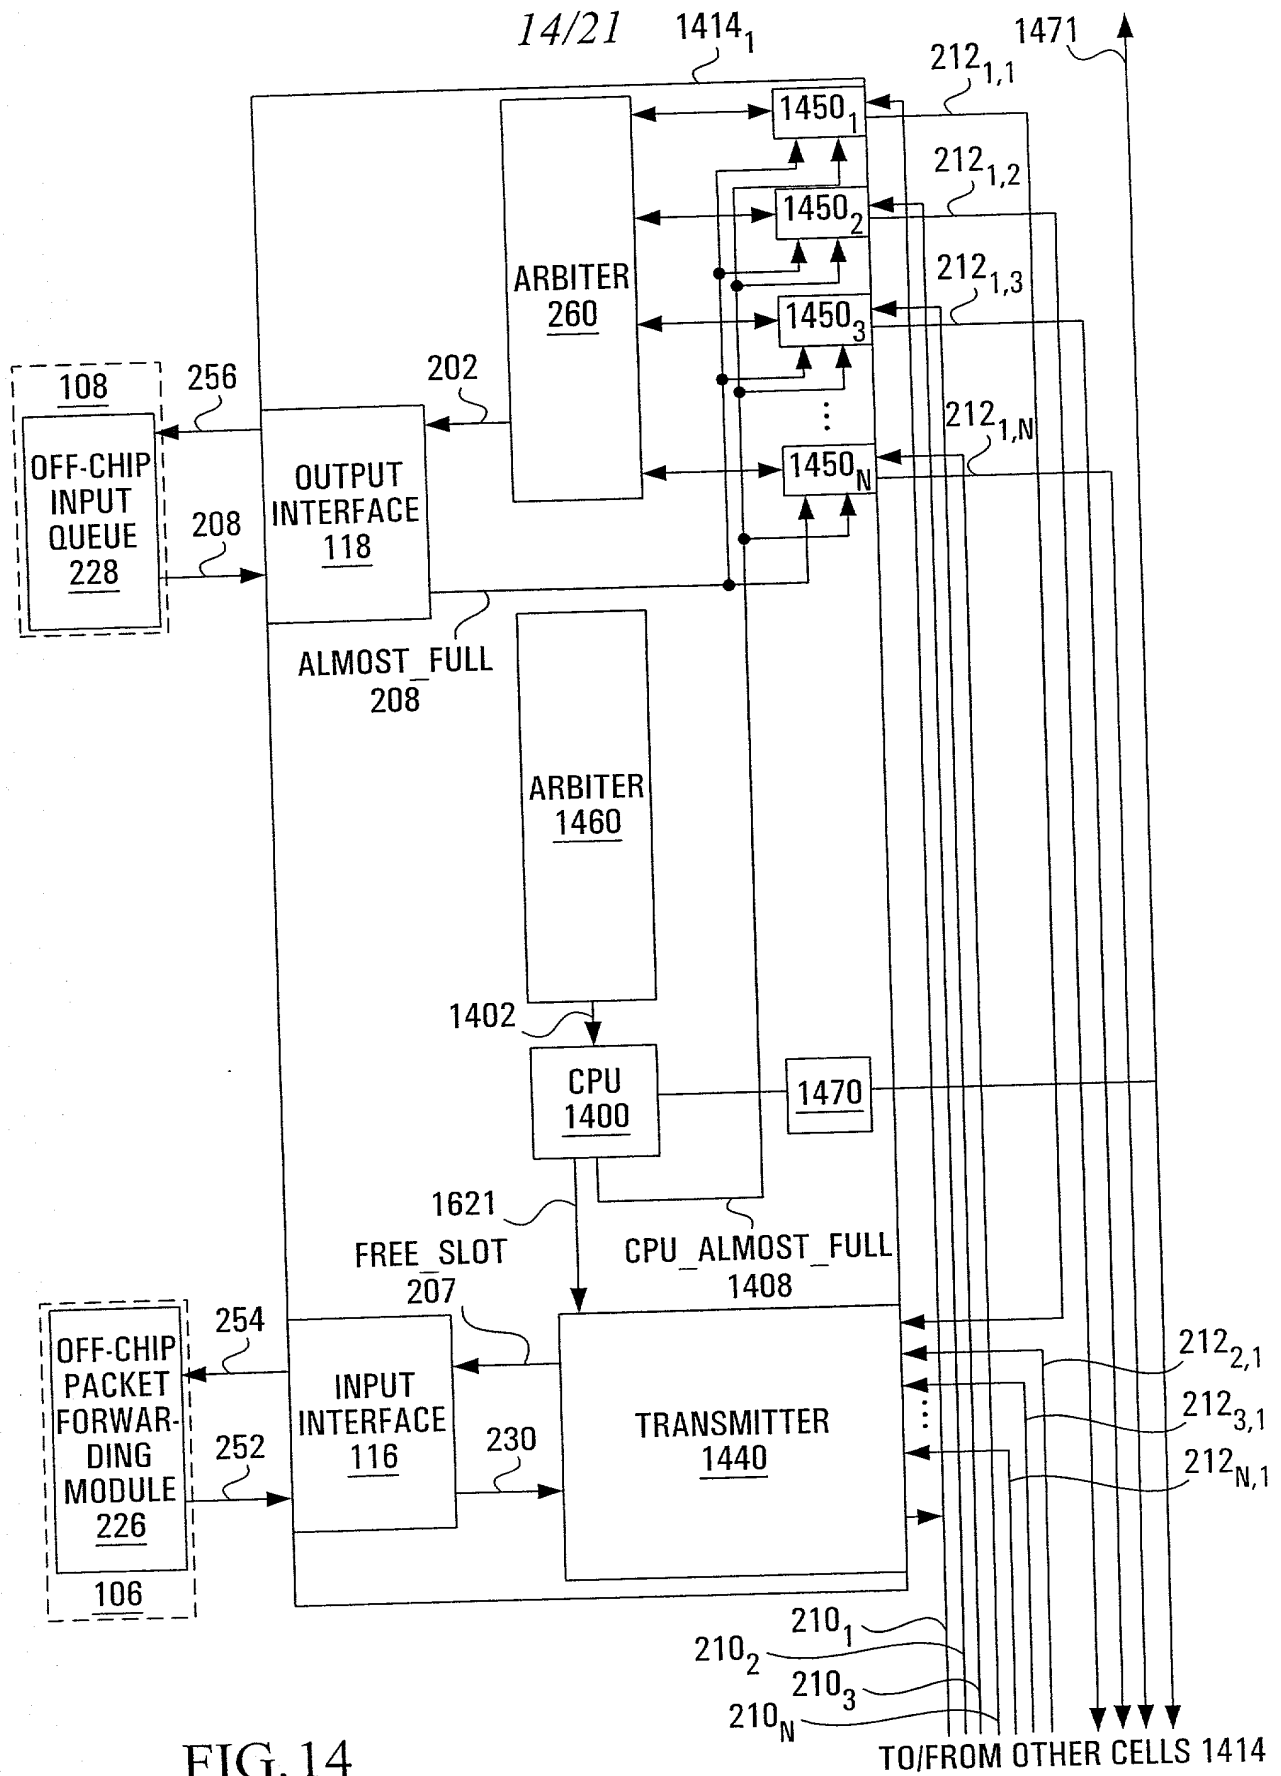 14/21
1414₁
1471
212₁,₁
1450₁
212₁,₂
1450₂
212₁,₃
1450₃
212₁,N
1450N
ARBITER
260
202
256
108
OFF-CHIP
INPUT
QUEUE
228
208
OUTPUT
INTERFACE
118
ALMOST_FULL
208
ARBITER
1460
1402
CPU
1400
1470
1621
FREE_SLOT
207
CPU_ALMOST_FULL
1408
254
OFF-CHIP
PACKET
FORWAR-
DING
MODULE
226
106
252
INPUT
INTERFACE
116
230
TRANSMITTER
1440
212₂,₁
212₃,₁
212N,₁
210₁
210₂
210₃
210N
TO/FROM OTHER CELLS 1414
FIG. 14